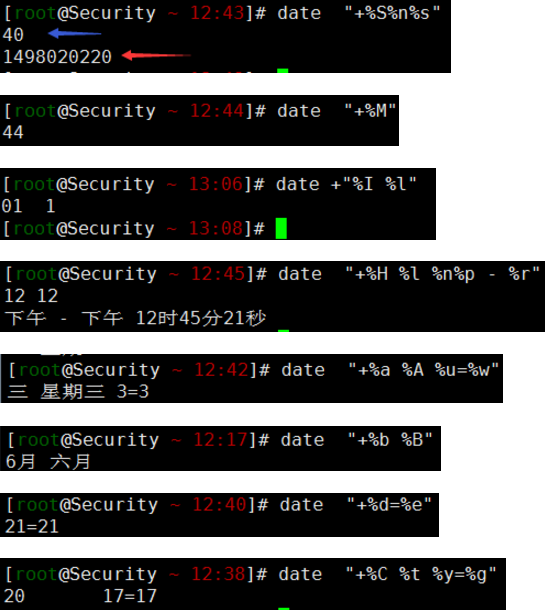 [root@Security ~ 12:43]# date  "+%S%n%s"
40
1498020220
[root@Security ~ 12:44]# date  "+%M"
44
[root@Security ~ 13:06]# date +"%I %l"
01  1
[root@Security ~ 13:08]#
[root@Security ~ 12:45]# date  "+%H %l %n%p - %r"
12 12
下午 - 下午 12时45分21秒
[root@Security ~ 12:42]# date  "+%a %A %u=%w"
三 星期三 3=3
[root@Security ~ 12:17]# date  "+%b %B"
6月 六月
[root@Security ~ 12:40]# date  "+%d=%e"
21=21
[root@Security ~ 12:38]# date  "+%C %t %y=%g"
20       17=17